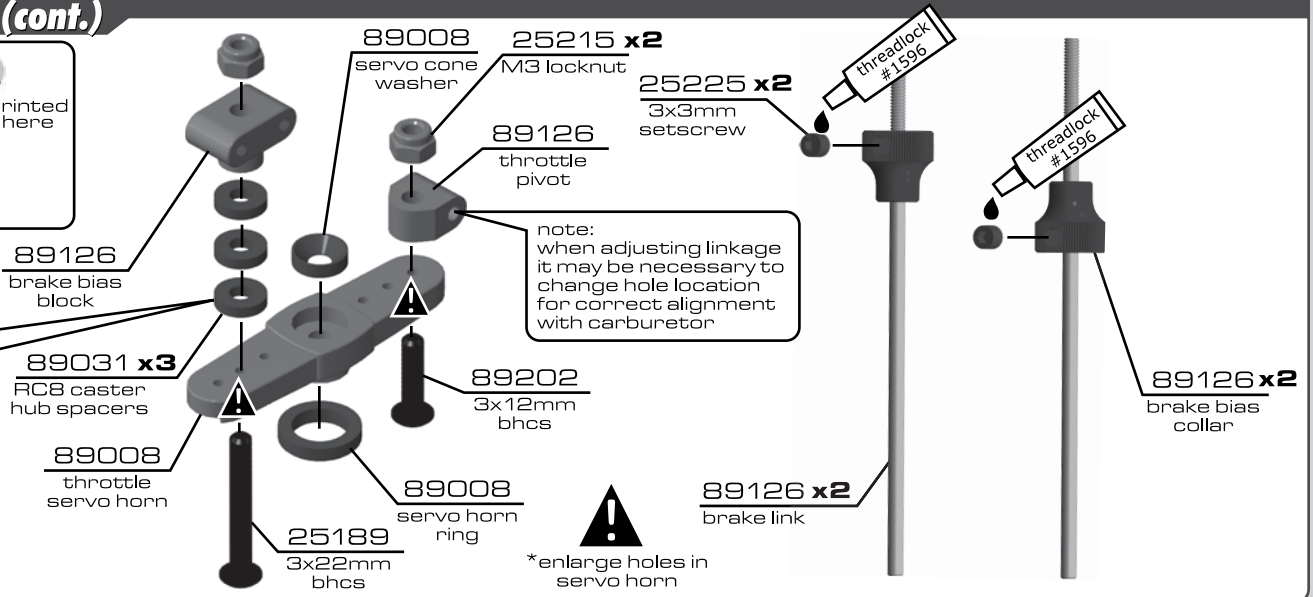 (cont.)
rinted
here
89008
servo cone
washer
25215 x2
M3 locknut
89126
throttle
pivot
25225 x2
3x3mm
setscrew
threadlock
#1596
threadlock
#1596
note:
when adjusting linkage
it may be necessary to
change hole location
for correct alignment
with carburetor
89126
brake bias
block
89031 x3
RC8 caster
hub spacers
89202
3x12mm
bhcs
89126 x2
brake bias
collar
89008
throttle
servo horn
89008
servo horn
ring
89126 x2
brake link
25189
3x22mm
bhcs
*enlarge holes in
servo horn